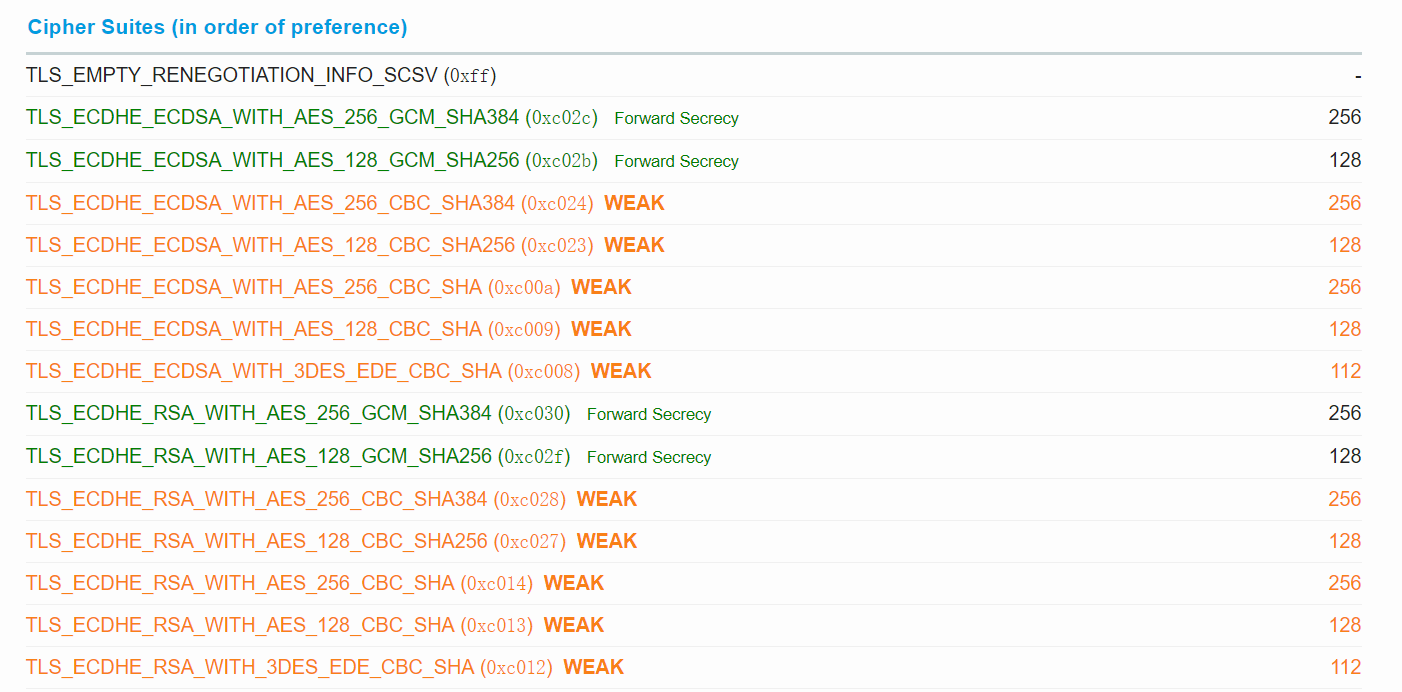 Cipher Suites (in order of preference)
TLS_EMPTY_RENEGOTIATION_INFO_SCSV (0xff) -
TLS_ECDHE_ECDSA_WITH_AES_256_GCM_SHA384 (0xc02c) Forward Secrecy 256
TLS_ECDHE_ECDSA_WITH_AES_128_GCM_SHA256 (0xc02b) Forward Secrecy 128
TLS_ECDHE_ECDSA_WITH_AES_256_CBC_SHA384 (0xc024) WEAK 256
TLS_ECDHE_ECDSA_WITH_AES_128_CBC_SHA256 (0xc023) WEAK 128
TLS_ECDHE_ECDSA_WITH_AES_256_CBC_SHA (0xc00a) WEAK 256
TLS_ECDHE_ECDSA_WITH_AES_128_CBC_SHA (0xc009) WEAK 128
TLS_ECDHE_ECDSA_WITH_3DES_EDE_CBC_SHA (0xc008) WEAK 112
TLS_ECDHE_RSA_WITH_AES_256_GCM_SHA384 (0xc030) Forward Secrecy 256
TLS_ECDHE_RSA_WITH_AES_128_GCM_SHA256 (0xc02f) Forward Secrecy 128
TLS_ECDHE_RSA_WITH_AES_256_CBC_SHA384 (0xc028) WEAK 256
TLS_ECDHE_RSA_WITH_AES_128_CBC_SHA256 (0xc027) WEAK 128
TLS_ECDHE_RSA_WITH_AES_256_CBC_SHA (0xc014) WEAK 256
TLS_ECDHE_RSA_WITH_AES_128_CBC_SHA (0xc013) WEAK 128
TLS_ECDHE_RSA_WITH_3DES_EDE_CBC_SHA (0xc012) WEAK 112